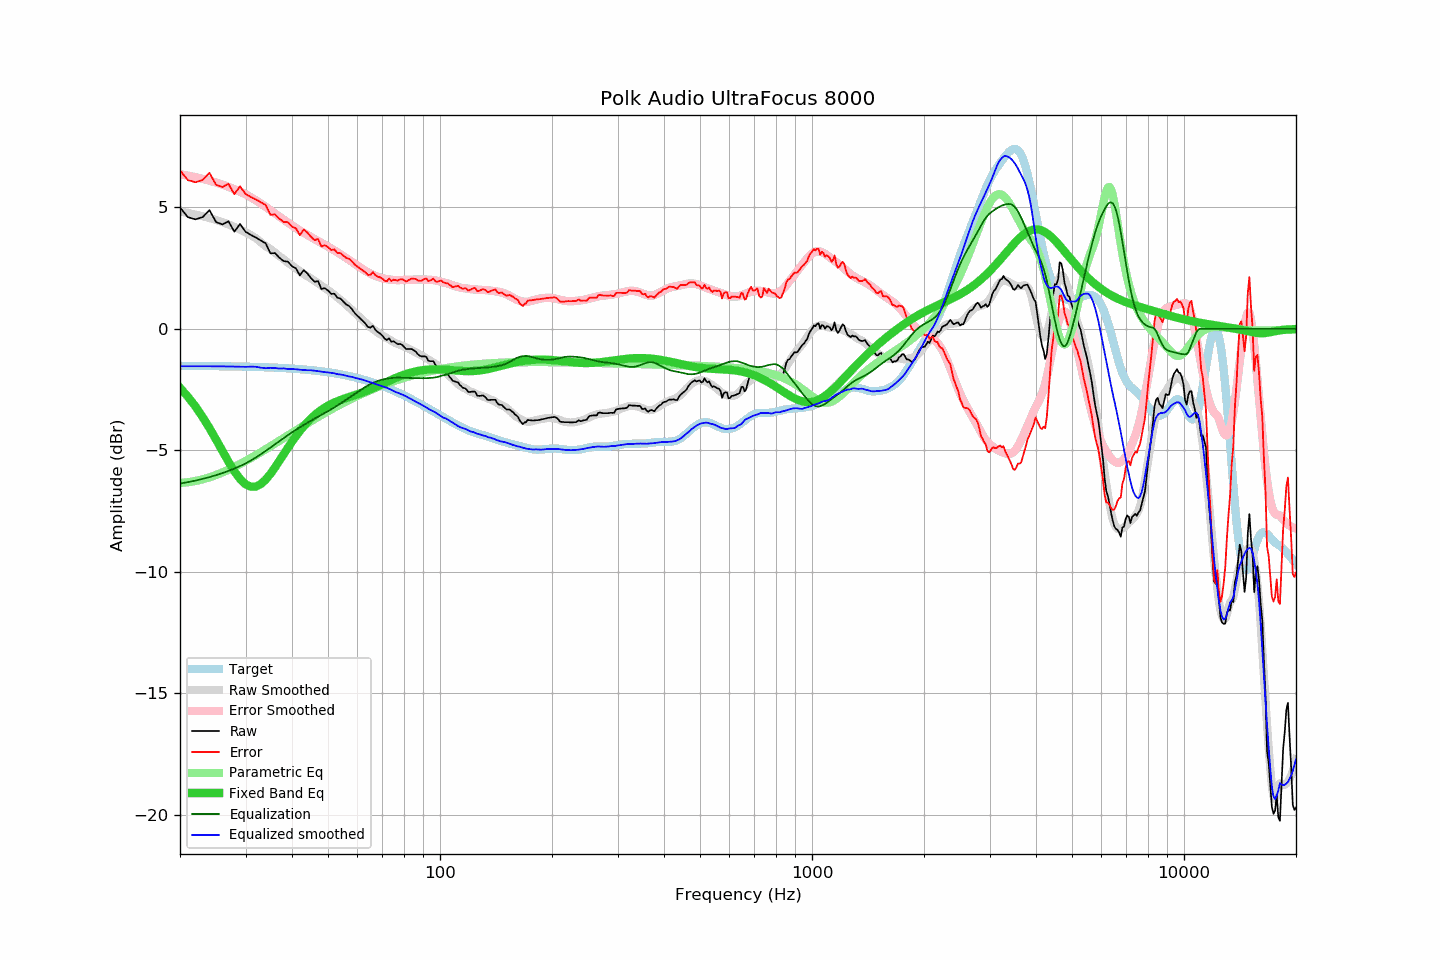 Polk Audio UltraFocus 8000
Amplitude (dBr)
5
0
−5
−10
−15
−20
Target
Raw Smoothed
Error Smoothed
Raw
Error
Parametric Eq
Fixed Band Eq
Equalization
Equalized smoothed
100
1000
10000
Frequency (Hz)